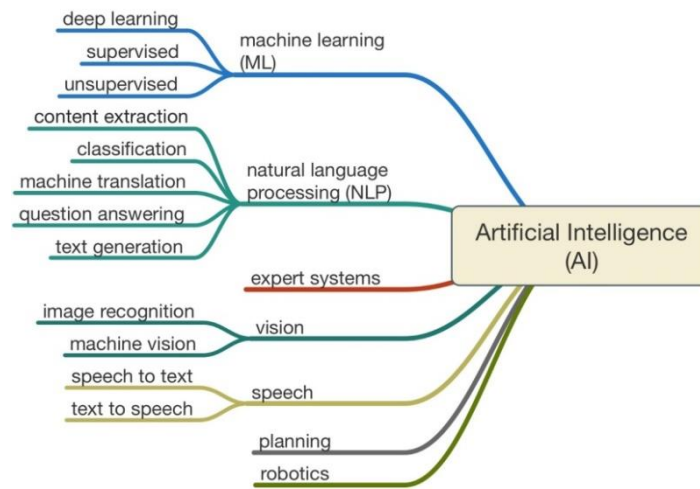 deep learning
supervised
unsupervised
machine learning
(ML)
content extraction
classification
machine translation
question answering
text generation
natural language
processing (NLP)
expert systems
image recognition
machine vision
vision
speech to text
text to speech
speech
planning
robotics
Artificial Intelligence
(AI)